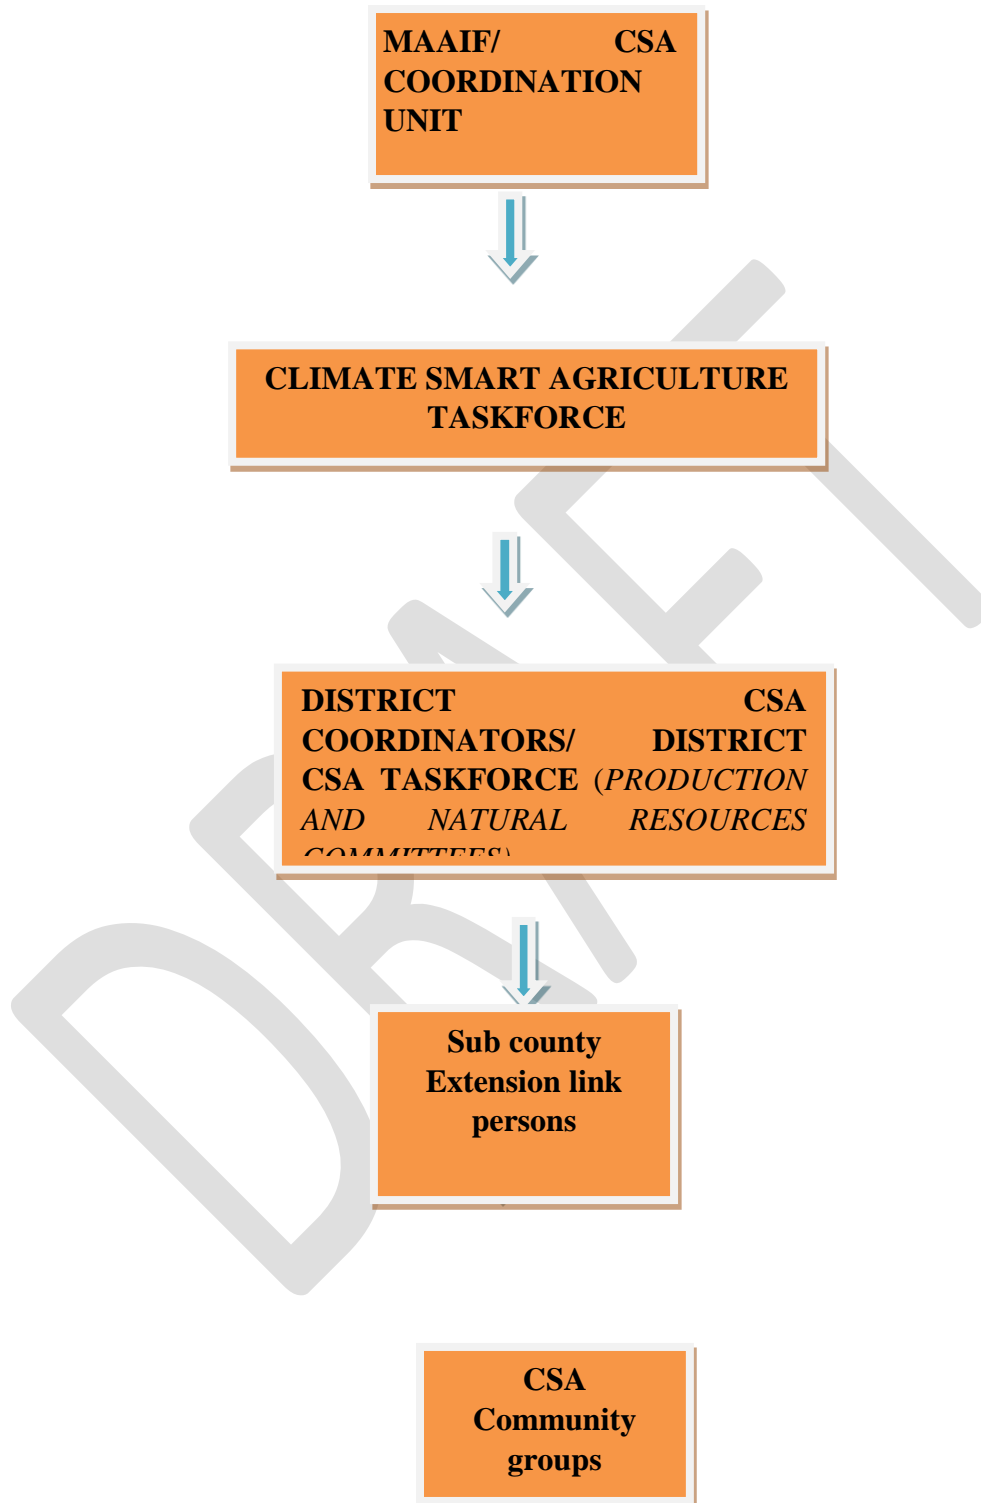 MAAIF/ CSA
COORDINATION
UNIT
CLIMATE SMART AGRICULTURE
TASKFORCE
DISTRICT CSA
COORDINATORS/ DISTRICT
CSA TASKFORCE (PRODUCTION
AND NATURAL RESOURCES
COMMITTEES)
Sub county
Extension link
persons
CSA
Community
groups
DRAFT